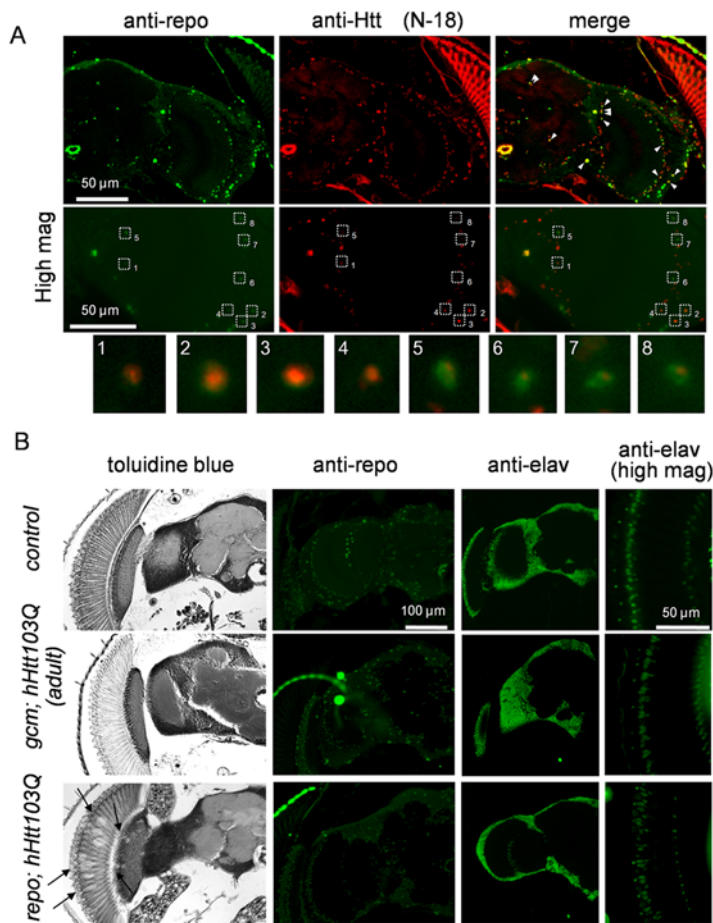 A
anti-repo anti-Htt (N-18) merge
50 µm
High mag
8
5 7
1 6
4 2
3
50 µm
8
5 7
1 6
4 2
3
8
5 7
1 6
4 2
3
1 2 3 4 5 6 7 8
B
toluidine blue anti-repo anti-elav anti-elav (high mag)
control
100 µm 50 µm
gcm; hHtt103Q (adult)
repo; hHtt103Q